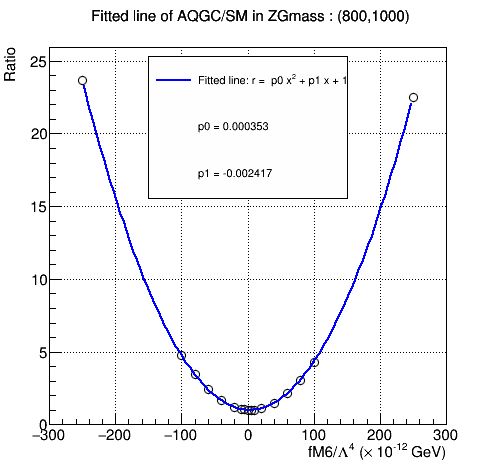 Fitted line of AQGC/SM in ZGmass : (800,1000)
Ratio
25
20
15
10
5
0
Fitted line: r = p0 x² + p1 x + 1
p0 = 0.000353
p1 = -0.002417
−300 −200 −100 0 100 200 300
fM6/Λ⁴ (× 10⁻¹² GeV)